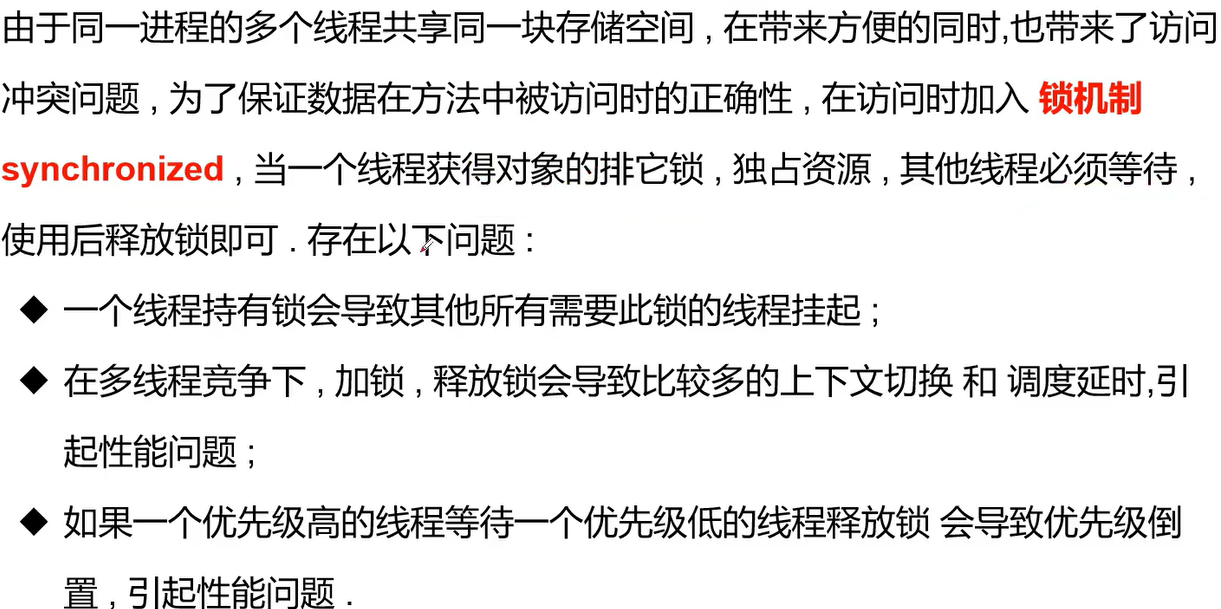 由于同一进程的多个线程共享同一块存储空间 , 在带来方便的同时,也带来了访问
冲突问题 , 为了保证数据在方法中被访问时的正确性 , 在访问时加入 锁机制
synchronized , 当一个线程获得对象的排它锁 , 独占资源 , 其他线程必须等待 ,
使用后释放锁即可 . 存在以下问题 :
◆ 一个线程持有锁会导致其他所有需要此锁的线程挂起 ;
◆ 在多线程竞争下 , 加锁 , 释放锁会导致比较多的上下文切换 和 调度延时,引
起性能问题 ;
◆ 如果一个优先级高的线程等待一个优先级低的线程释放锁 会导致优先级倒
置 , 引起性能问题 .